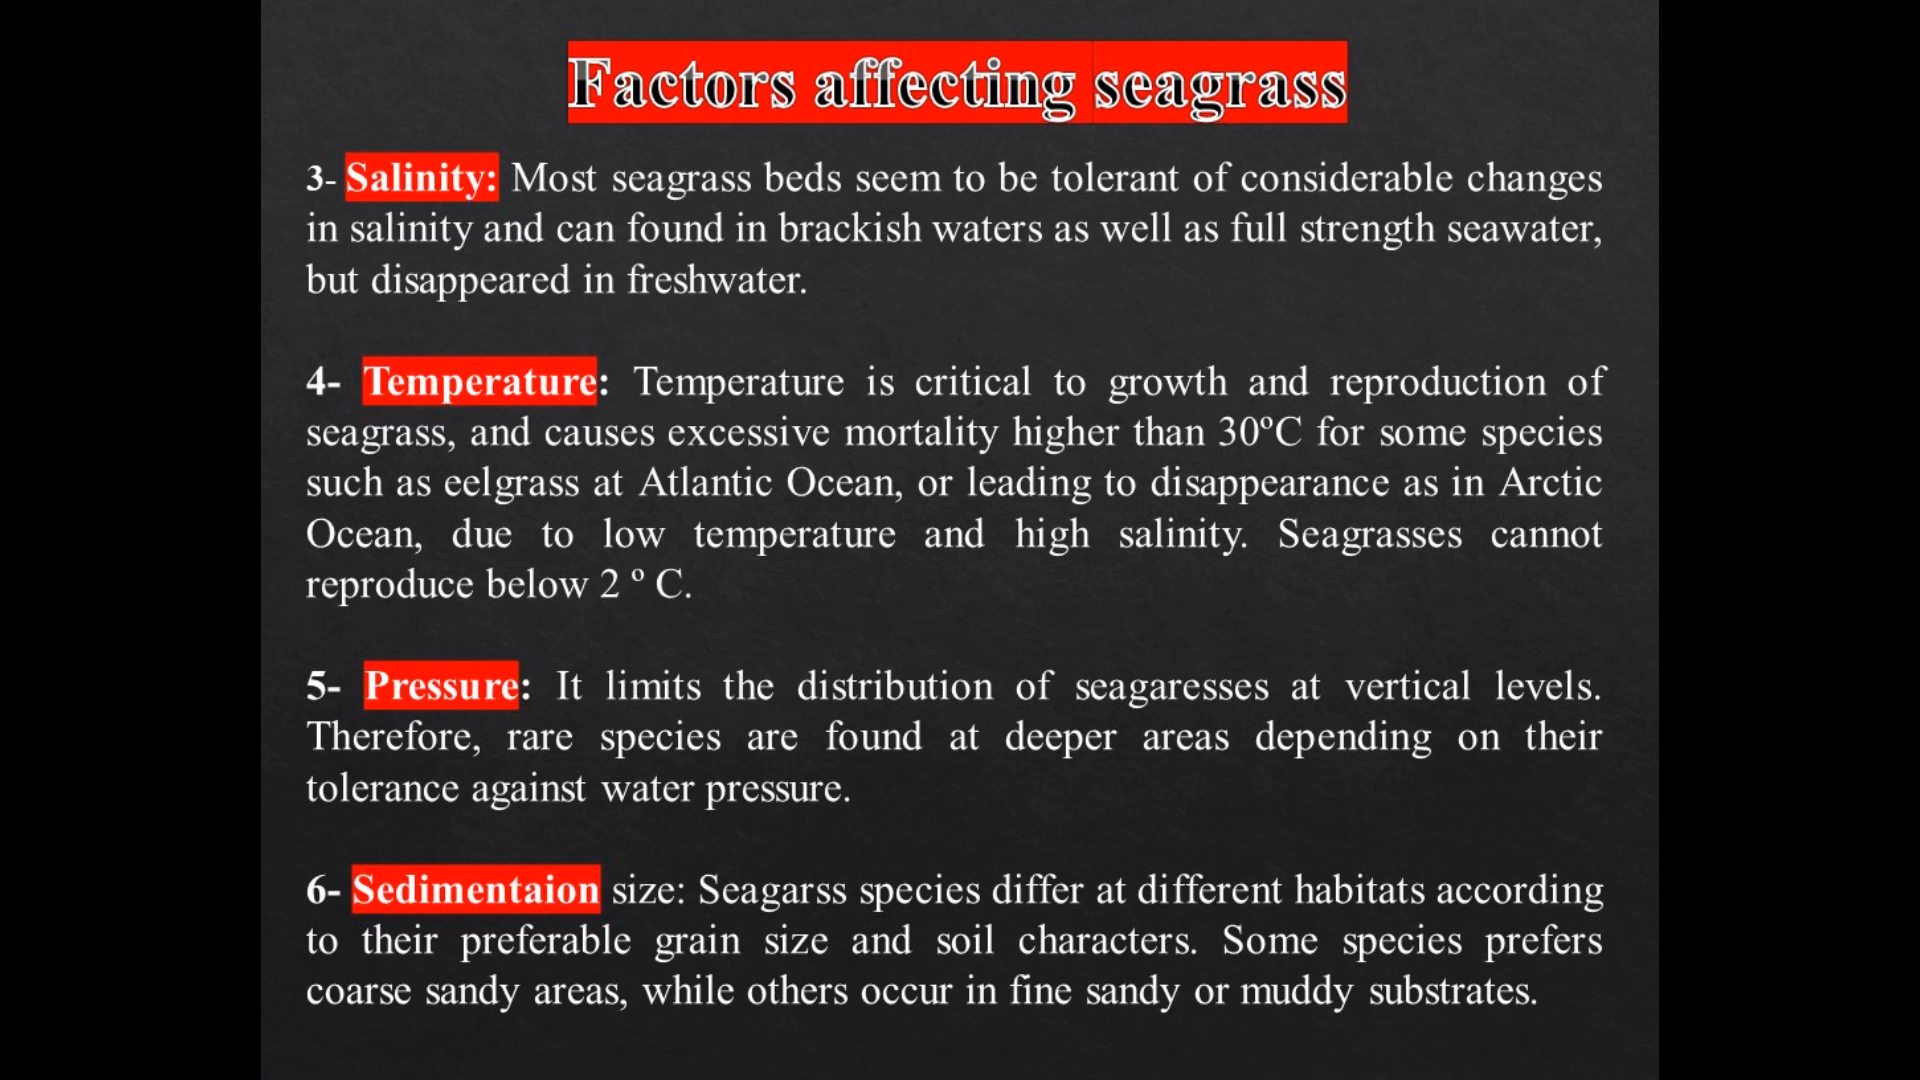 Factors affecting seagrass
3- Salinity: Most seagrass beds seem to be tolerant of considerable changes
in salinity and can found in brackish waters as well as full strength seawater,
but disappeared in freshwater.
4- Temperature: Temperature is critical to growth and reproduction of
seagrass, and causes excessive mortality higher than 30ºC for some species
such as eelgrass at Atlantic Ocean, or leading to disappearance as in Arctic
Ocean, due to low temperature and high salinity. Seagrasses cannot
reproduce below 2 º C.
5- Pressure: It limits the distribution of seagaresses at vertical levels.
Therefore, rare species are found at deeper areas depending on their
tolerance against water pressure.
6- Sedimentaion size: Seagarss species differ at different habitats according
to their preferable grain size and soil characters. Some species prefers
coarse sandy areas, while others occur in fine sandy or muddy substrates.